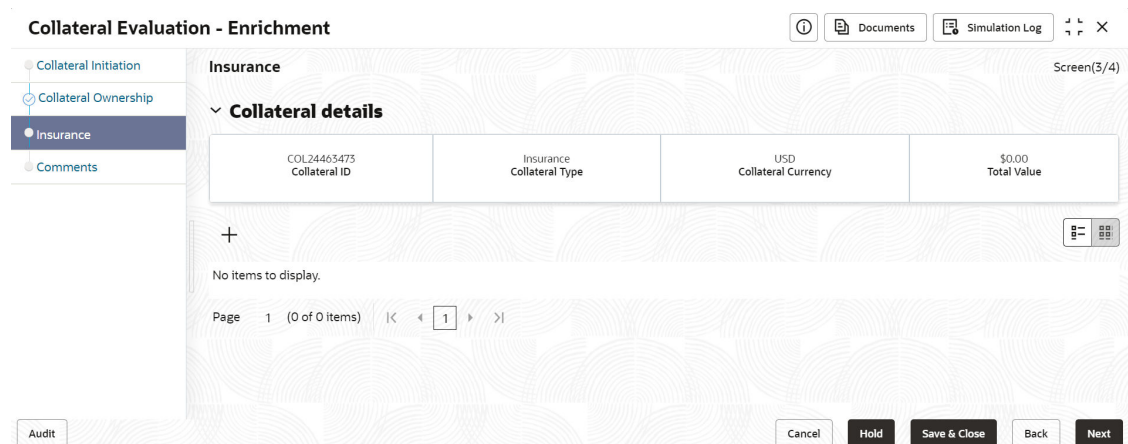 Collateral Evaluation - Enrichment
Documents
Simulation Log
Collateral Initiation
Collateral Ownership
Insurance
Comments
Insurance
Screen(3/4)
Collateral details
COL24463473
Collateral ID
Insurance
Collateral Type
USD
Collateral Currency
$0.00
Total Value
No items to display.
Page 1 (0 of 0 items) 1
Audit
Cancel
Hold
Save & Close
Back
Next